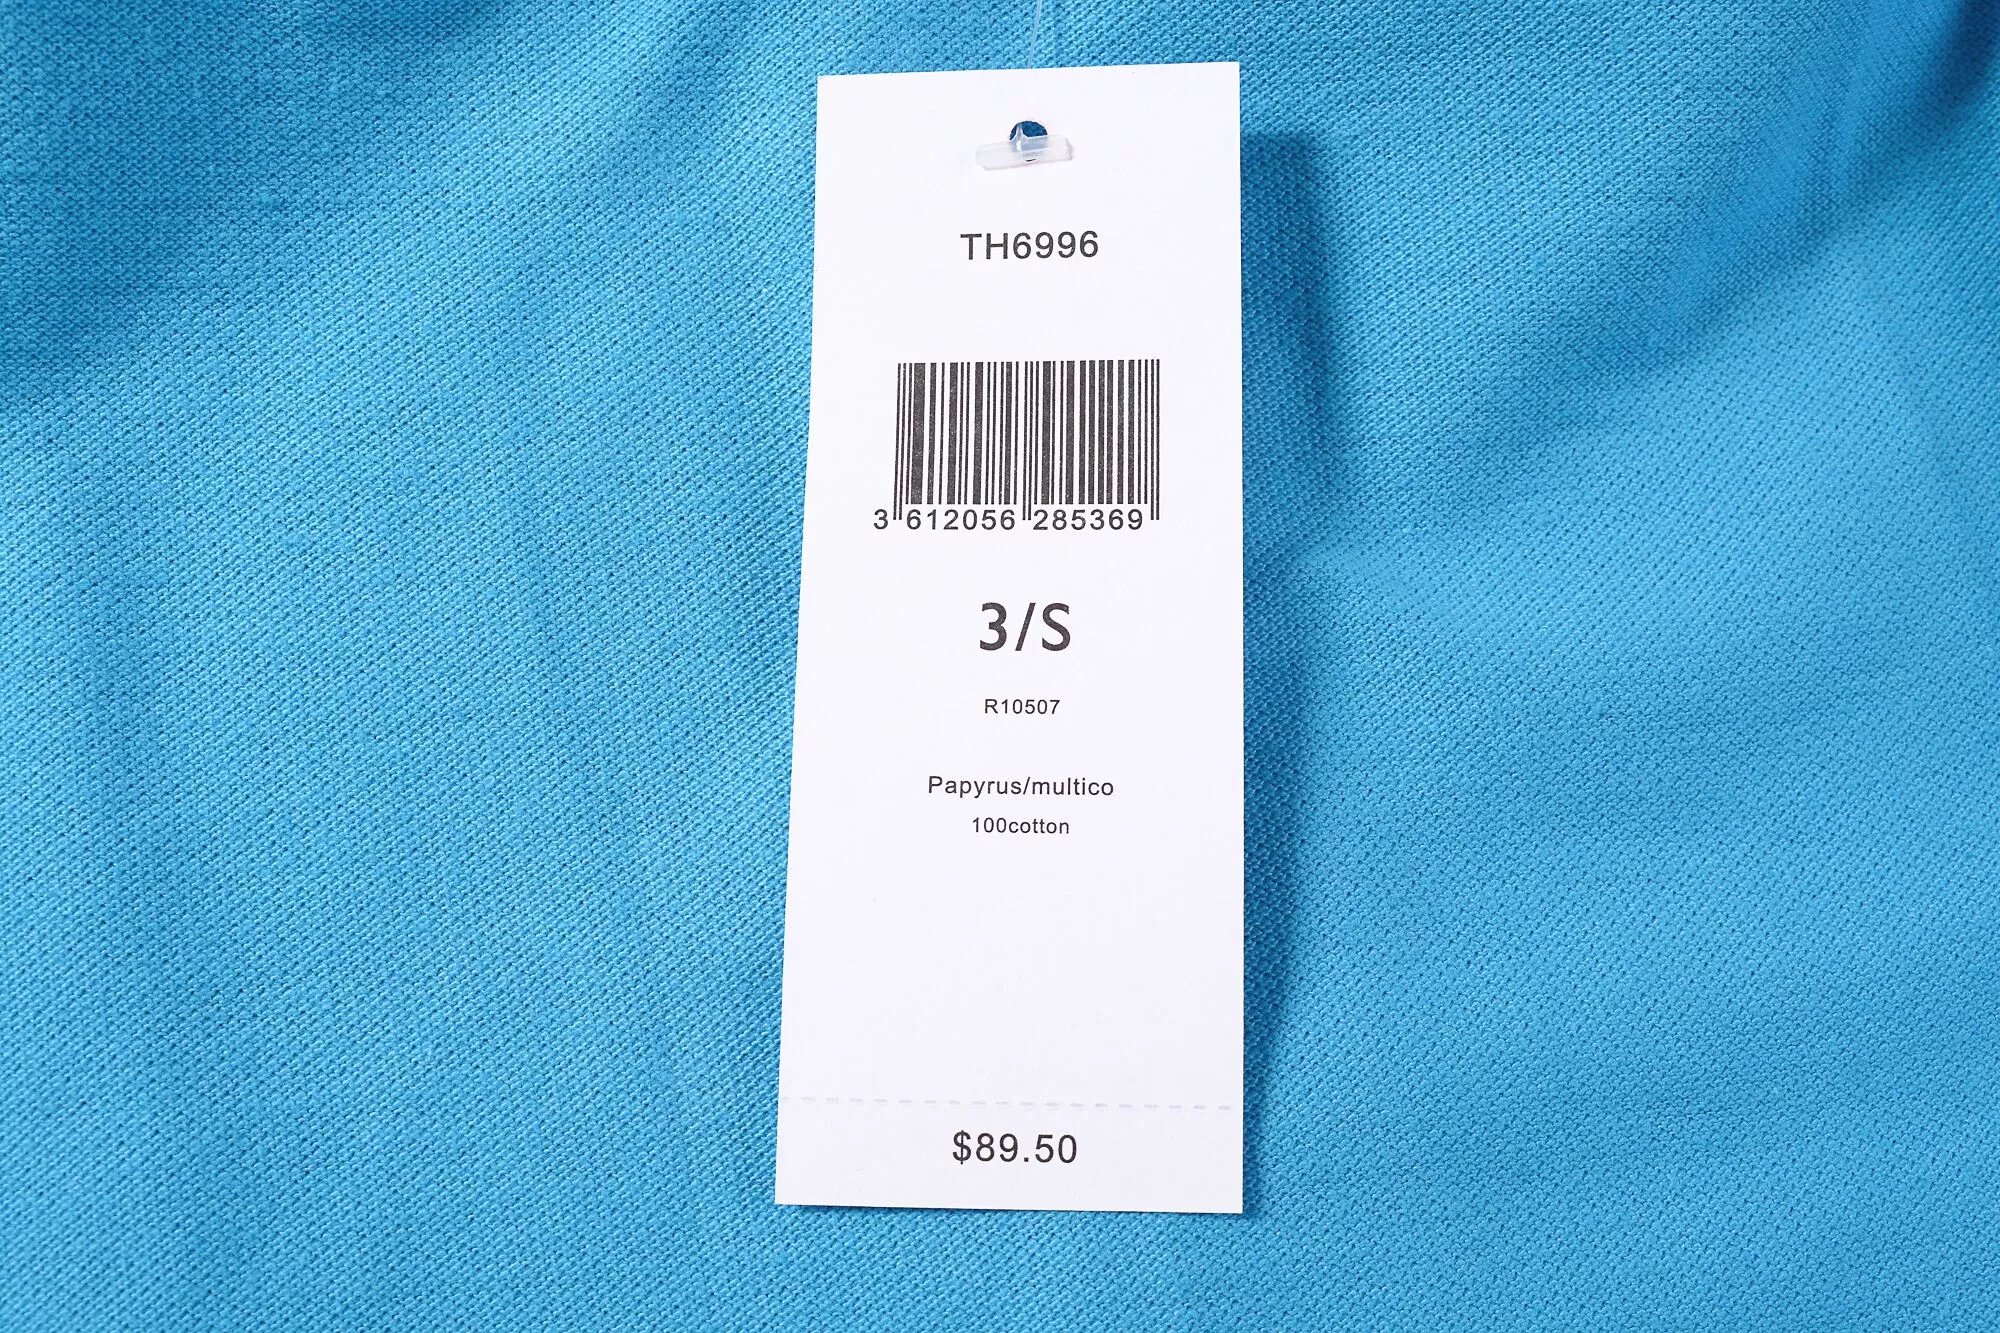 TH6996
3 612056 285369
3/S
R10507
Papyrus/multico
100cotton
$89.50